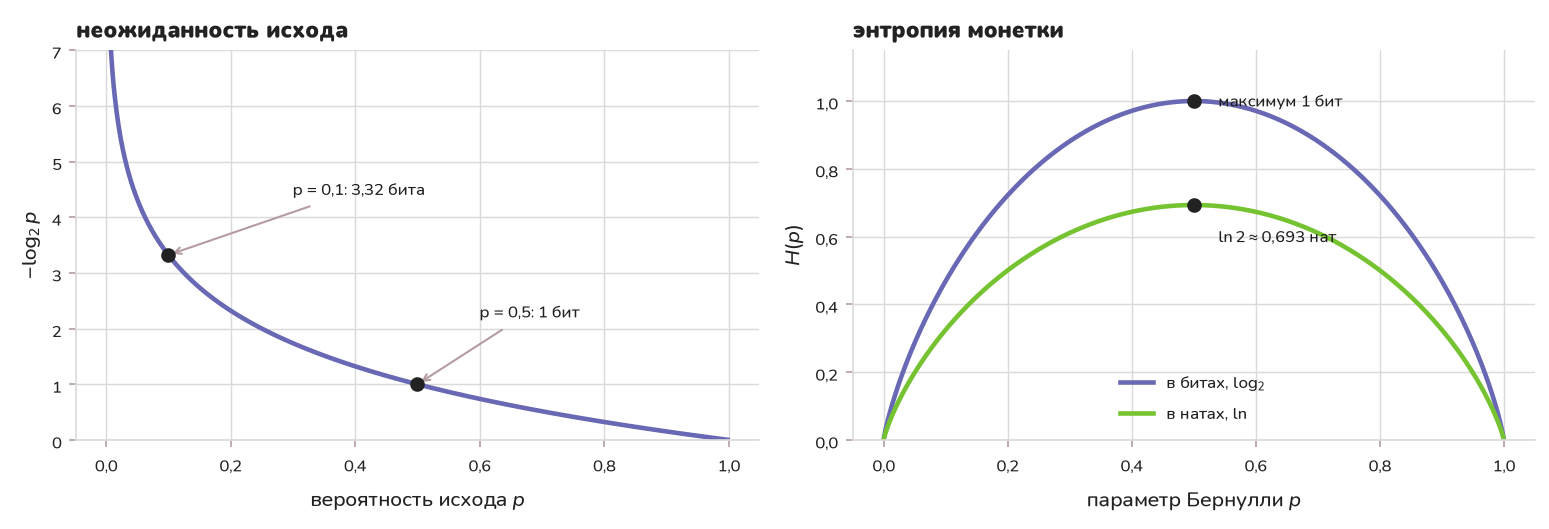 неожиданность исхода
7
6
5
4
3
2
1
0
−log₂ p
p = 0,1: 3,32 бита
p = 0,5: 1 бит
0,0 0,2 0,4 0,6 0,8 1,0
вероятность исхода p
энтропия монетки
1,0
0,8
0,6
0,4
0,2
0,0
H(p)
максимум 1 бит
ln 2 ≈ 0,693 нат
в битах, log₂
в натах, ln
0,0 0,2 0,4 0,6 0,8 1,0
параметр Бернулли p